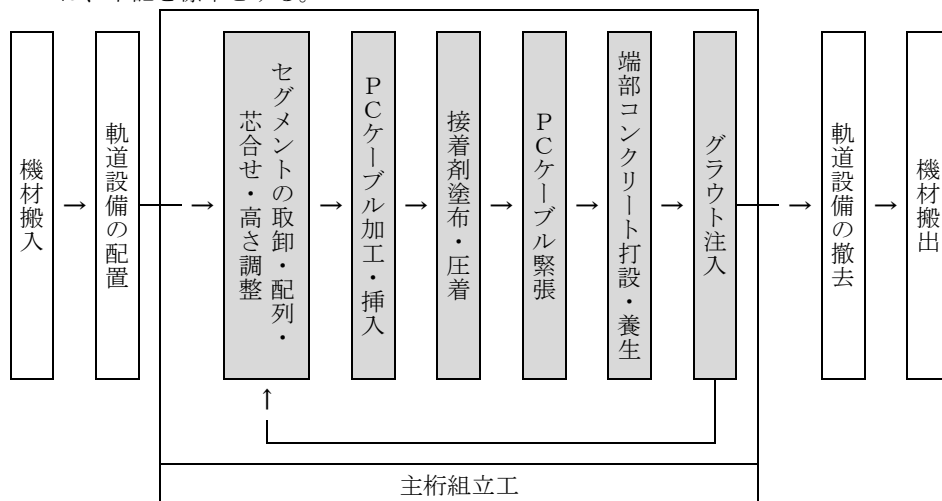 機材搬入
→
軌道設備の配置
→
セグメントの取卸・配列・
芯合せ・高さ調整
→
PCケーブル加工・挿入
→
接着剤塗布・圧着
→
PCケーブル緊張
→
端部コンクリート打設・養生
→
グラウト注入
→
軌道設備の撤去
→
機材搬出
↑
主桁組立工